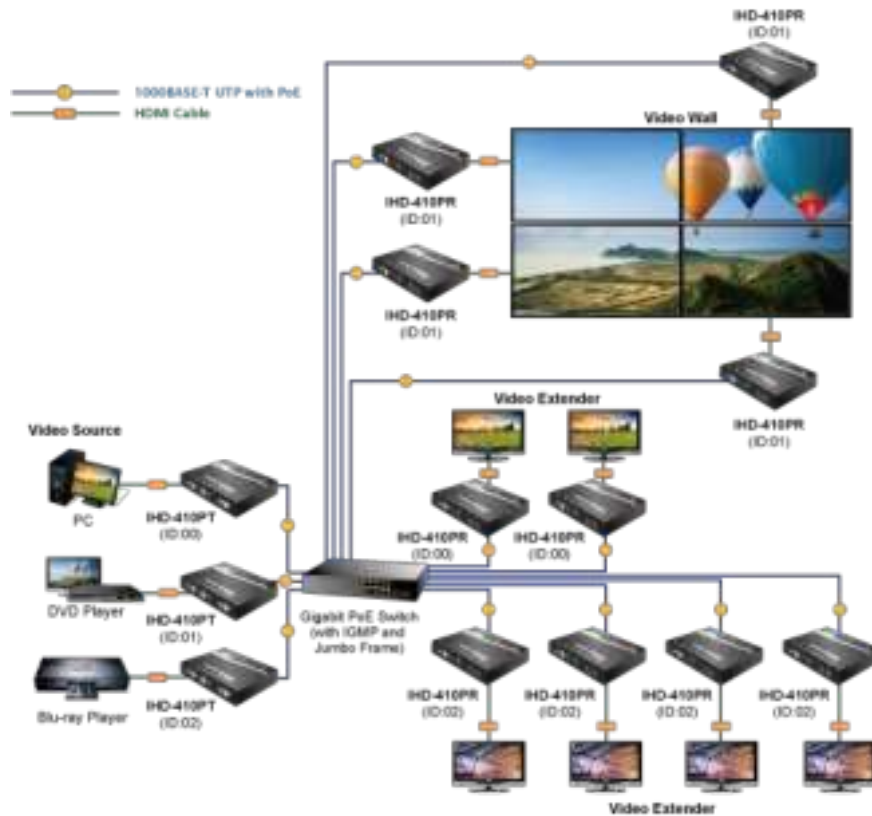 IHD-410PR
(ID:01)
1000BASE-T UTP with PoE
HDMI Cable
Video Wall
IHD-410PR
(ID:01)
IHD-410PR
(ID:01)
IHD-410PR
(ID:01)
Video Extender
Video Source
PC
IHD-410PT
(ID:00)
IHD-410PR
(ID:00)
IHD-410PR
(ID:00)
DVD Player
IHD-410PT
(ID:01)
Gigabit PoE Switch
(with IGMP and
Jumbo Frame)
Blu-ray Player
IHD-410PT
(ID:02)
IHD-410PR
(ID:02)
IHD-410PR
(ID:02)
IHD-410PR
(ID:02)
IHD-410PR
(ID:02)
Video Extender